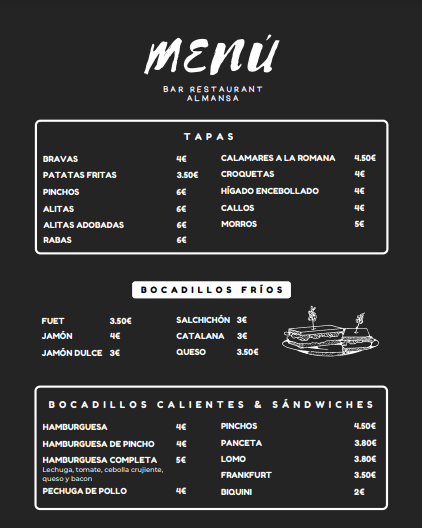 MENÚ
BAR RESTAURANT
ALMANSA
TAPAS
BRAVAS 4€
PATATAS FRITAS 3.50€
PINCHOS 6€
ALITAS 6€
ALITAS ADOBADAS 6€
RABAS 6€
CALAMARES A LA ROMANA 4.50€
CROQUETAS 4€
HÍGADO ENCEBOLLADO 4€
CALLOS 4€
MORROS 5€
BOCADILLOS FRÍOS
FUET 3.50€
JAMÓN 4€
JAMÓN DULCE 3€
SALCHICHÓN 3€
CATALANA 3€
QUESO 3.50€
BOCADILLOS CALIENTES & SÁNDWICHES
HAMBURGUESA 4€
HAMBURGUESA DE PINCHO 4€
HAMBURGUESA COMPLETA 5€
Lechuga, tomate, cebolla crujiente,
queso y bacon
PECHUGA DE POLLO 4€
PINCHOS 4.50€
PANCETA 3.80€
LOMO 3.80€
FRANKFURT 3.50€
BIQUINI 2€